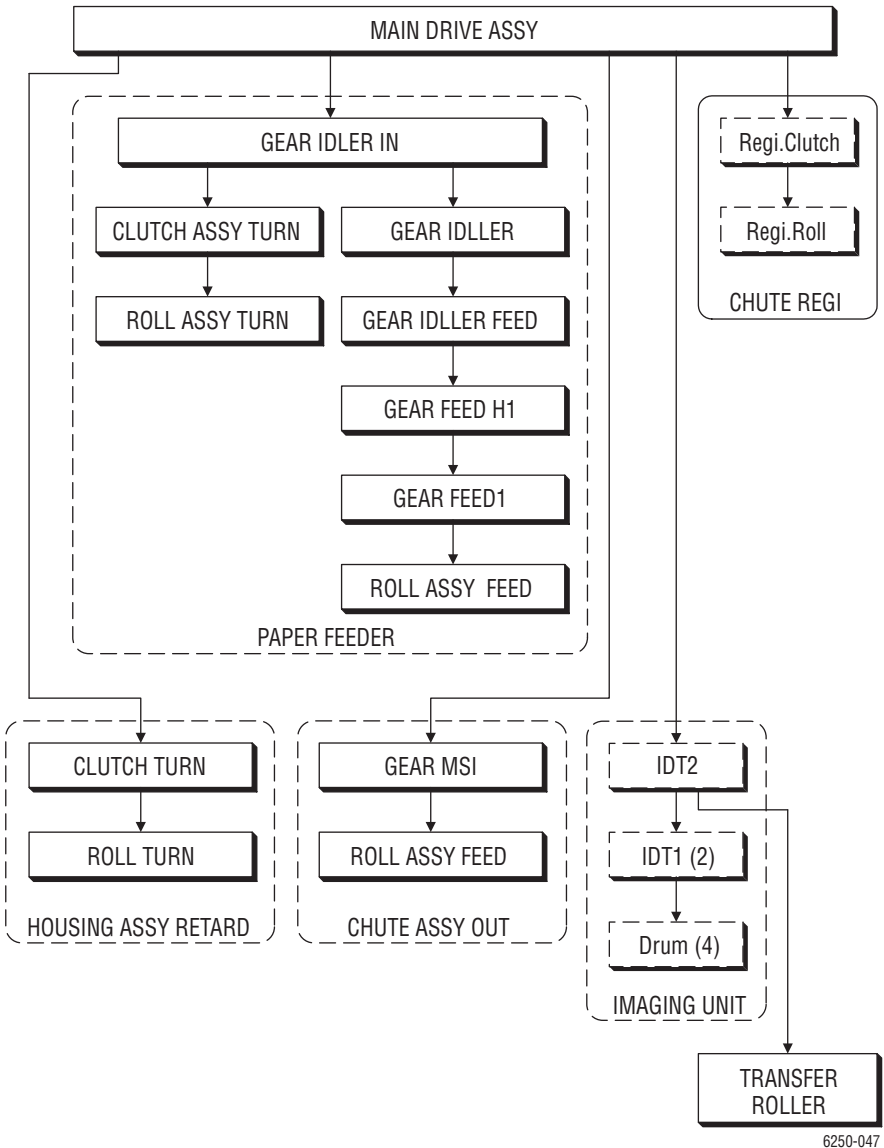 MAIN DRIVE ASSY
GEAR IDLER IN
CLUTCH ASSY TURN
ROLL ASSY TURN
GEAR IDLLER
GEAR IDLLER FEED
GEAR FEED H1
GEAR FEED1
ROLL ASSY FEED
PAPER FEEDER
Regi.Clutch
Regi.Roll
CHUTE REGI
CLUTCH TURN
ROLL TURN
HOUSING ASSY RETARD
GEAR MSI
ROLL ASSY FEED
CHUTE ASSY OUT
IDT2
IDT1 (2)
Drum (4)
IMAGING UNIT
TRANSFER
ROLLER
6250-047